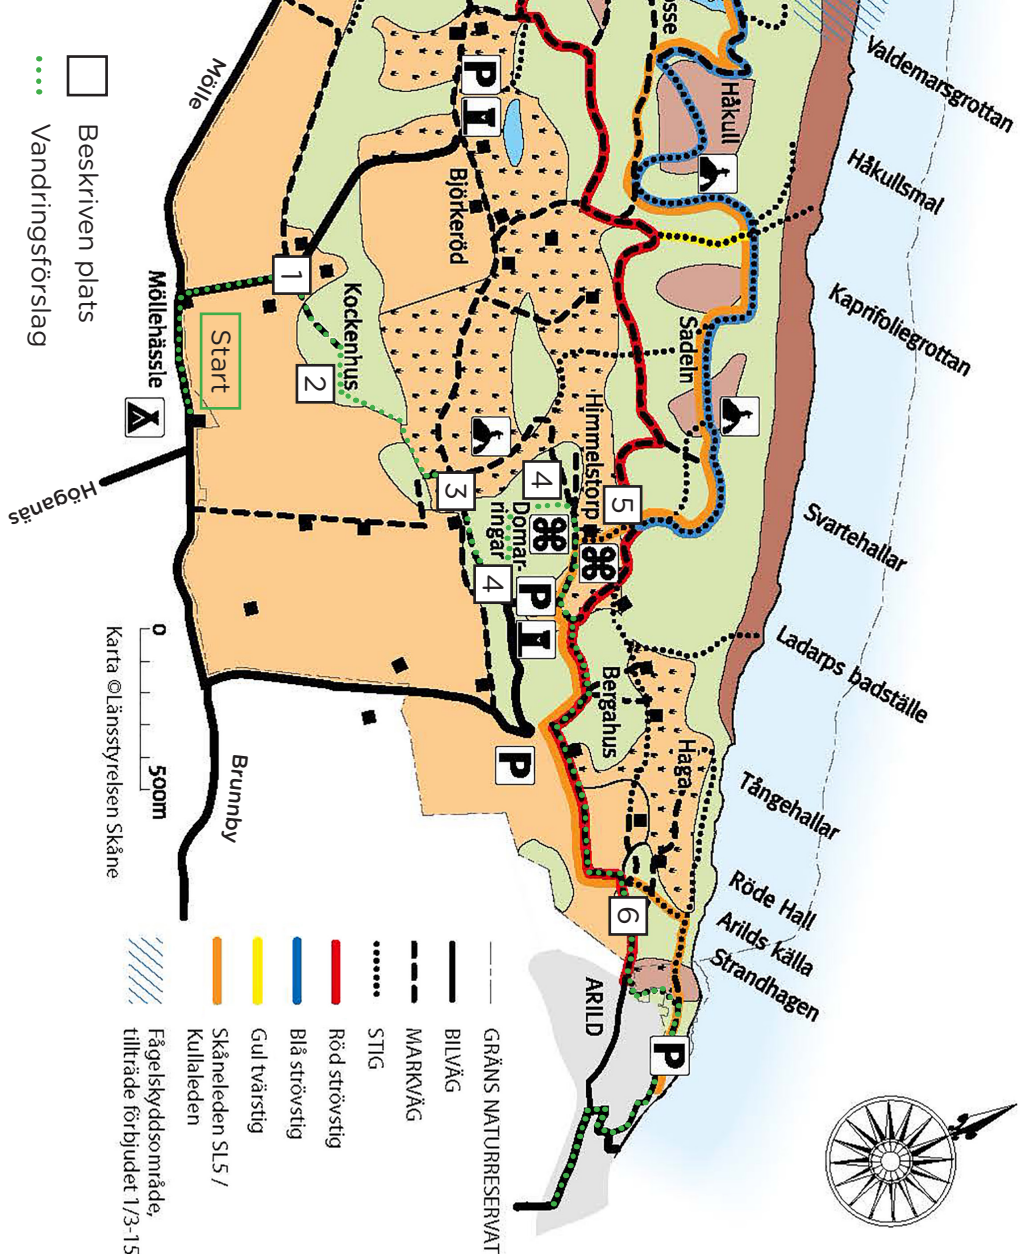 Valdemarsgrottan
Håkullsmal
Kaprifoliegrottan
Svartehallar
Ladarps badställe
Tångehallar
Röde Hall
Arilds källa
Strandhagen
osse
Håkull
P
Björkeröd
Sadeln
Himmelstorp
Kockenhus
Domar-
ringar
Bergahus
Haga
ARILD
P
P
P
1
2
3
4
4
5
6
Start
Mölle
Möllehässle
Höganäs
Brunnby
0
500m
Karta ©Länsstyrelsen Skåne
Beskriven plats
Vandringsförslag
GRÄNS NATURRESERVAT
BILVÄG
MARKVÄG
STIG
Röd strövstig
Blå strövstig
Gul tvärstig
Skåneleden SL5 /
Kullaleden
Fågelskyddsområde,
tillträde förbjudet 1/3-15